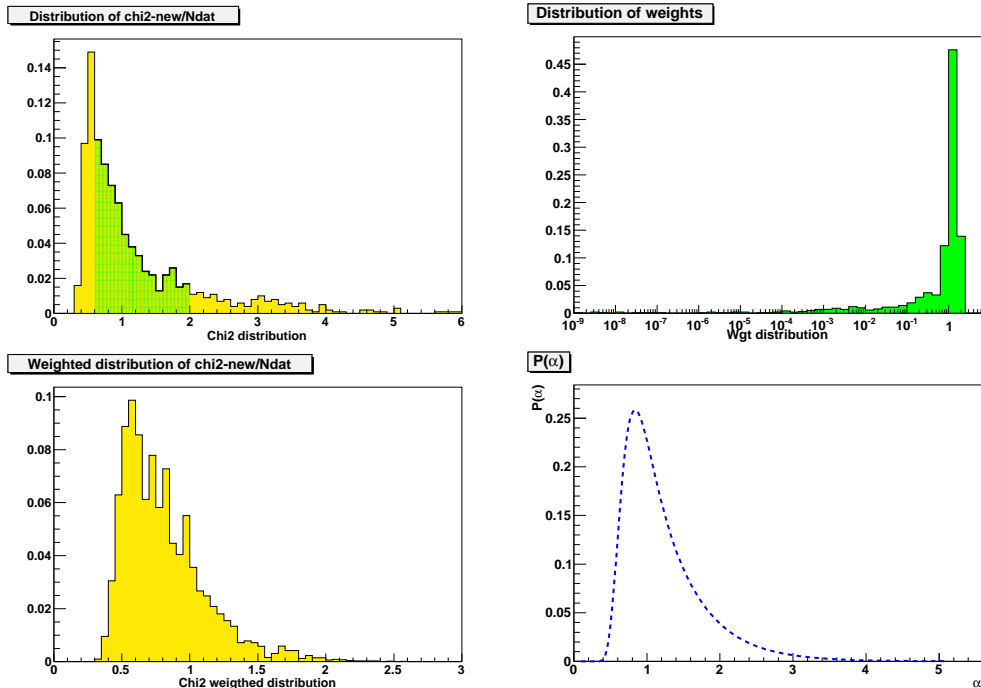 Distribution of chi2-new/Ndat
0.14
0.12
0.1
0.08
0.06
0.04
0.02
0
0 1 2 3 4 5 6
Chi2 distribution
Distribution of weights
0.45
0.4
0.35
0.3
0.25
0.2
0.15
0.1
0.05
0
10-9 10-8 10-7 10-6 10-5 10-4 10-3 10-2 10-1 1
Wgt distribution
Weighted distribution of chi2-new/Ndat
0.1
0.08
0.06
0.04
0.02
0
0 0.5 1 1.5 2 2.5 3
Chi2 weigthed distribution
P(α)
P(α)
0.25
0.2
0.15
0.1
0.05
0
0 1 2 3 4 5
α